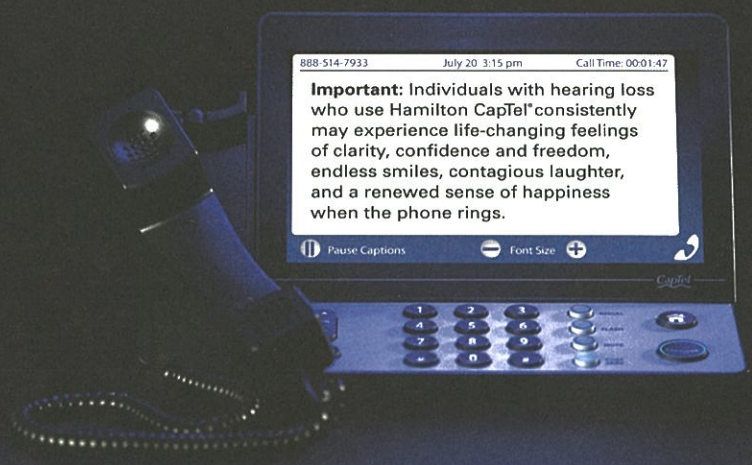 888-514-7933 July 20 3:15 pm Call Time: 00:01:47
Important: Individuals with hearing loss
who use Hamilton CapTel® consistently
may experience life-changing feelings
of clarity, confidence and freedom,
endless smiles, contagious laughter,
and a renewed sense of happiness
when the phone rings.
Pause Captions Font Size
CapTel
1 2 3
4 5 6 FLASH
7 8 9 MUTE
* 0 #